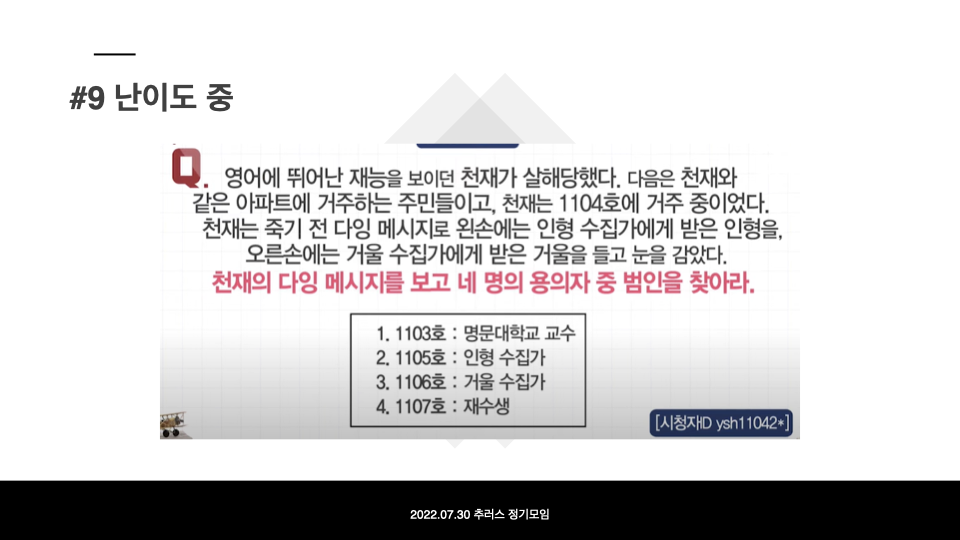 #9 난이도 중
Q. 영어에 뛰어난 재능을 보이던 천재가 살해당했다. 다음은 천재와
같은 아파트에 거주하는 주민들이고, 천재는 1104호에 거주 중이었다.
천재는 죽기 전 다잉 메시지로 왼손에는 인형 수집가에게 받은 인형을,
오른손에는 거울 수집가에게 받은 거울을 들고 눈을 감았다.
천재의 다잉 메시지를 보고 네 명의 용의자 중 범인을 찾아라.
1. 1103호 : 명문대학교 교수
2. 1105호 : 인형 수집가
3. 1106호 : 거울 수집가
4. 1107호 : 재수생
[시청자ID ysh11042*]
2022.07.30 추러스 정기모임